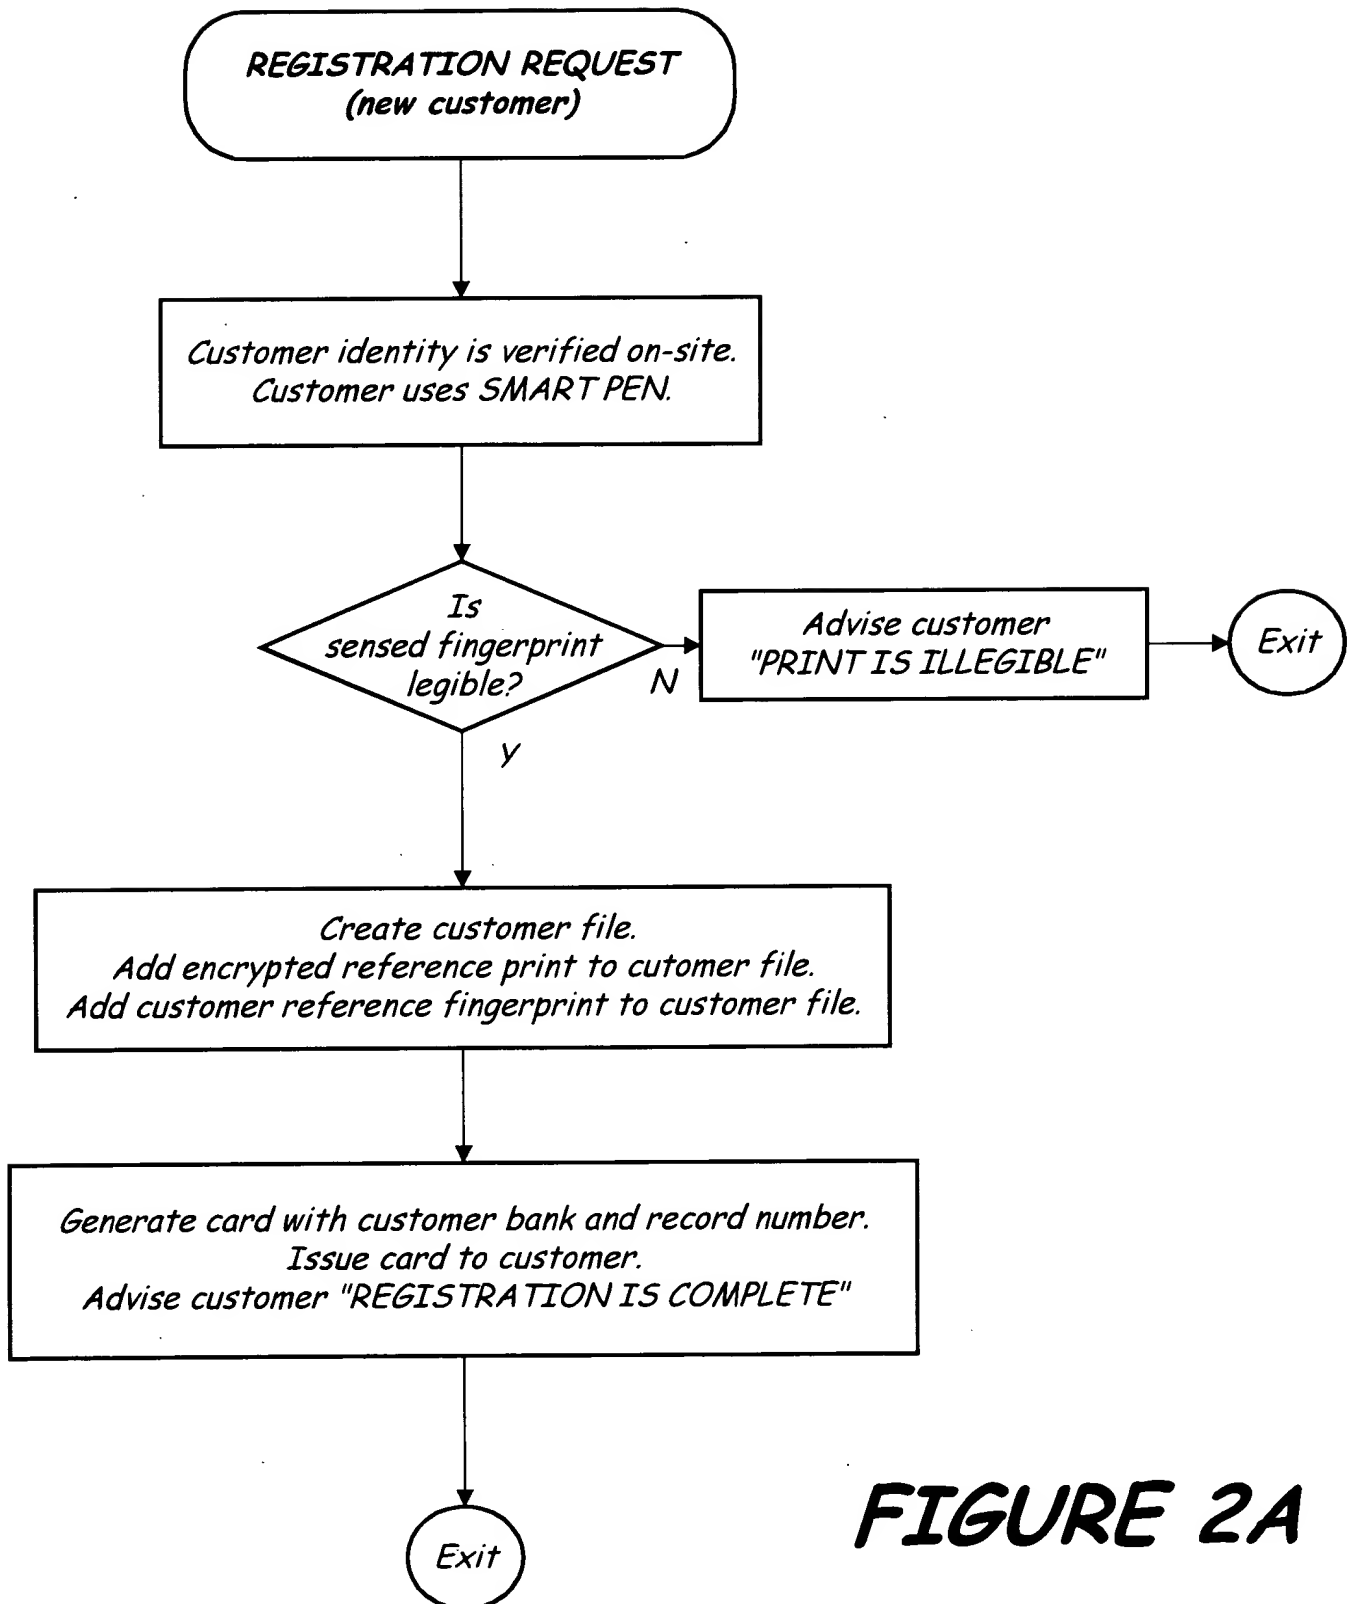 REGISTRATION REQUEST
(new customer)
Customer identity is verified on-site.
Customer uses SMART PEN.
Is
sensed fingerprint
legible?
N
Advise customer
"PRINT IS ILLEGIBLE"
Exit
Y
Create customer file.
Add encrypted reference print to cutomer file.
Add customer reference fingerprint to customer file.
Generate card with customer bank and record number.
Issue card to customer.
Advise customer "REGISTRATION IS COMPLETE"
Exit
FIGURE 2A